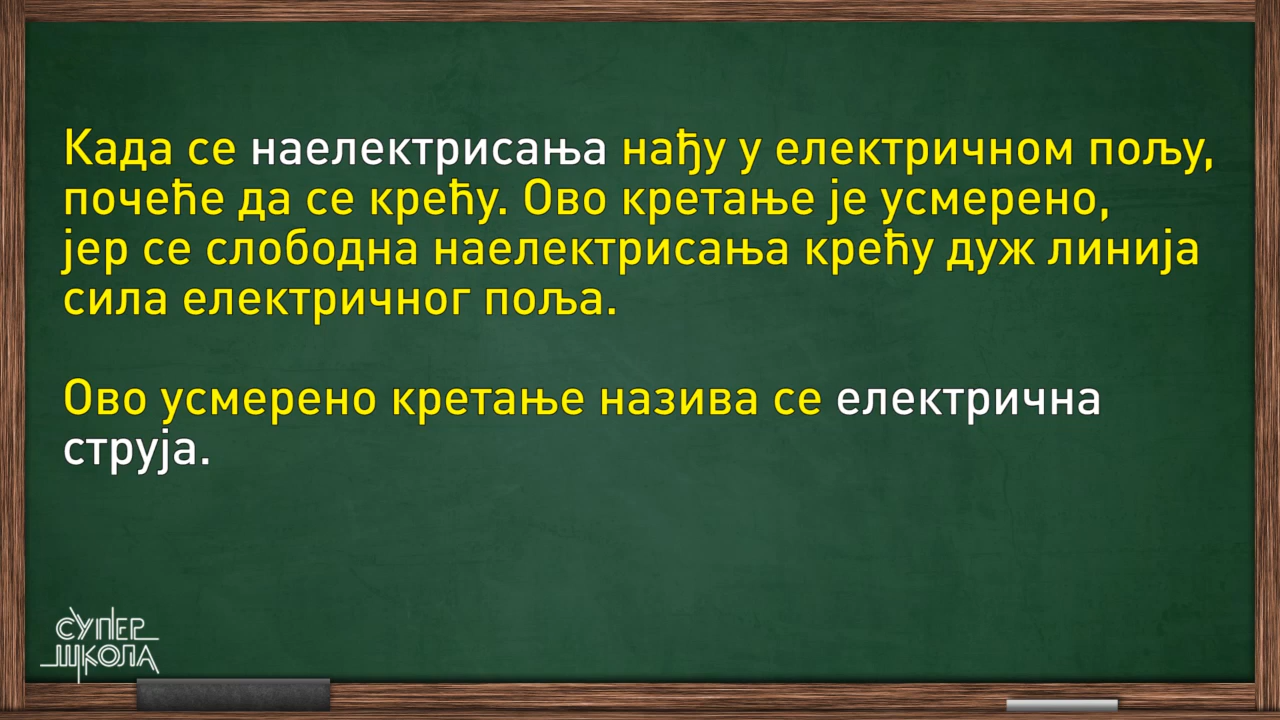 Када се наелектрисања нађу у електричном пољу,
почеће да се крећу. Ово кретање је усмерено,
јер се слободна наелектрисања крећу дуж линија
сила електричног поља.
Ово усмерено кретање назива се електрична
струја.
СУПЕР
ШКОЛА